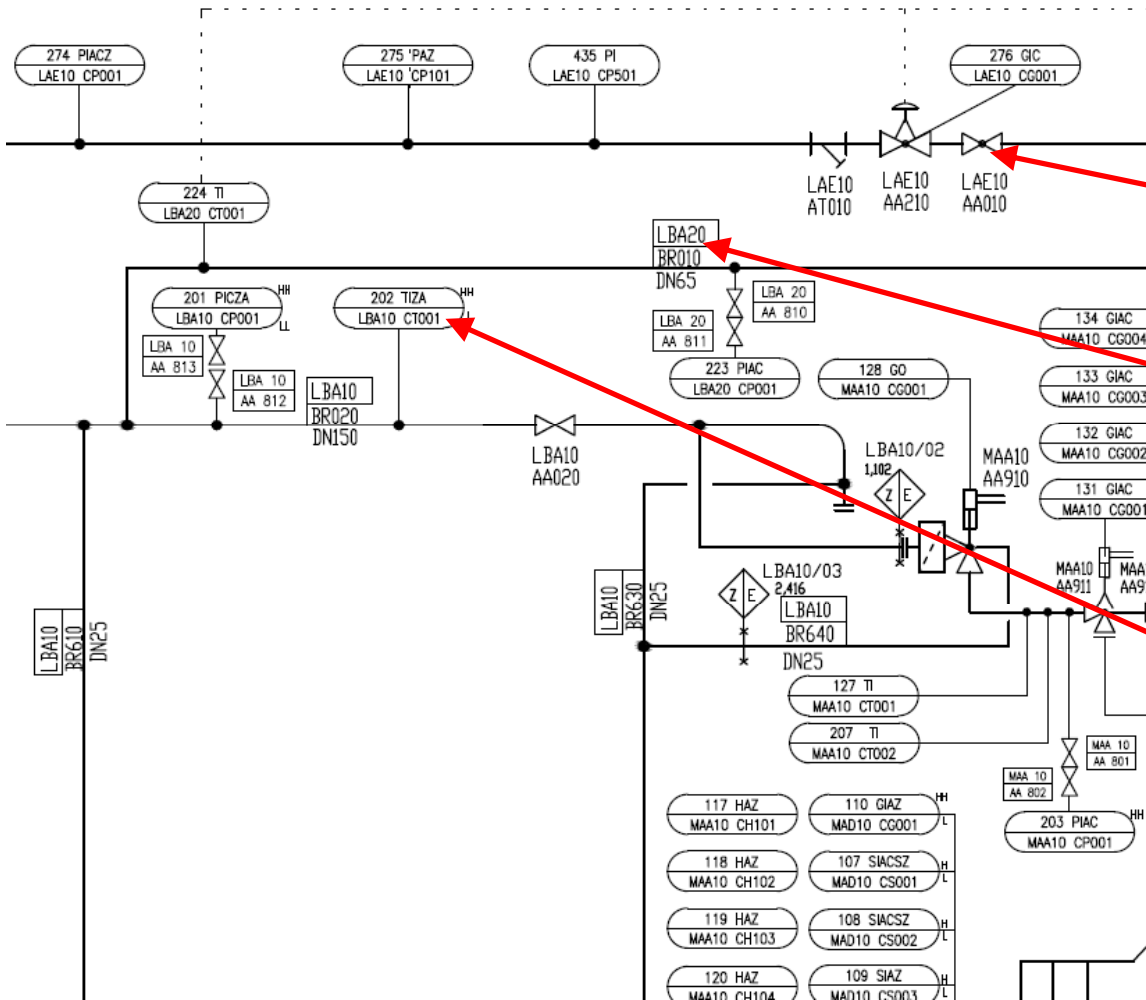 274 PIACZ
LAE10 CP001
275 'PAZ
LAE10 'CP101
435 PI
LAE10 CP501
276 GIC
LAE10 CG001
LAE10
AT010
LAE10
AA210
LAE10
AA010
224 TI
LBA20 CT001
LBA20
BR010
DN65
201 PICZA
LBA10 CP001
HH
LL
202 TIZA
LBA10 CT001
HH
L
LBA 20
AA 810
LBA 20
AA 811
LBA 10
AA 813
LBA 10
AA 812
LBA10
BR020
DN150
223 PIAC
LBA20 CP001
128 GO
MAA10 CG001
134 GIAC
MAA10 CG004
133 GIAC
MAA10 CG003
132 GIAC
MAA10 CG002
131 GIAC
MAA10 CG001
LBA10
AA020
LBA10/02
1,102
Z E
MAA10
AA910
MAA10
AA911
MAA
AA9
LBA10/03
2,416
Z E
LBA10
BR640
DN25
LBA10
BR630
DN25
LBA10
BR610
DN25
127 TI
MAA10 CT001
207 TI
MAA10 CT002
MAA 10
AA 801
MAA 10
AA 802
203 PIAC
MAA10 CP001
HH
117 HAZ
MAA10 CH101
110 GIAZ
MAD10 CG001
HH
L
118 HAZ
MAA10 CH102
107 SIACSZ
MAD10 CS001
H
L
119 HAZ
MAA10 CH103
108 SIACSZ
MAD10 CS002
H
L
120 HAZ
MAA10 CH104
109 SIAZ
MAD10 CS003
H
L